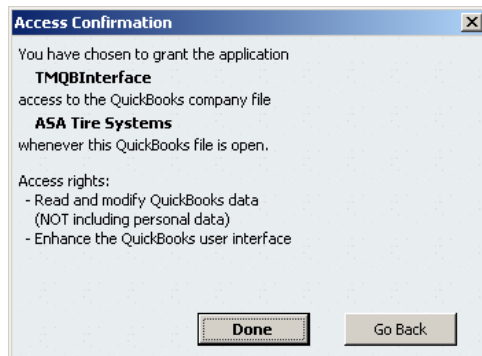 Access Confirmation
You have chosen to grant the application
TMQBInterface
access to the QuickBooks company file
ASA Tire Systems
whenever this QuickBooks file is open.
Access rights:
- Read and modify QuickBooks data
(NOT including personal data)
- Enhance the QuickBooks user interface
Done Go Back